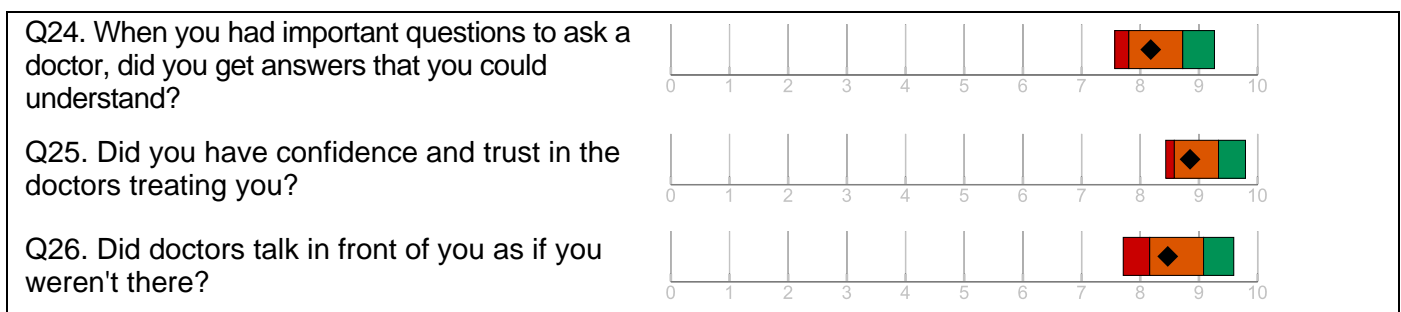 Q24. When you had important questions to ask a
doctor, did you get answers that you could
understand?
0 1 2 3 4 5 6 7 8 9 10
Q25. Did you have confidence and trust in the
doctors treating you?
0 1 2 3 4 5 6 7 8 9 10
Q26. Did doctors talk in front of you as if you
weren't there?
0 1 2 3 4 5 6 7 8 9 10